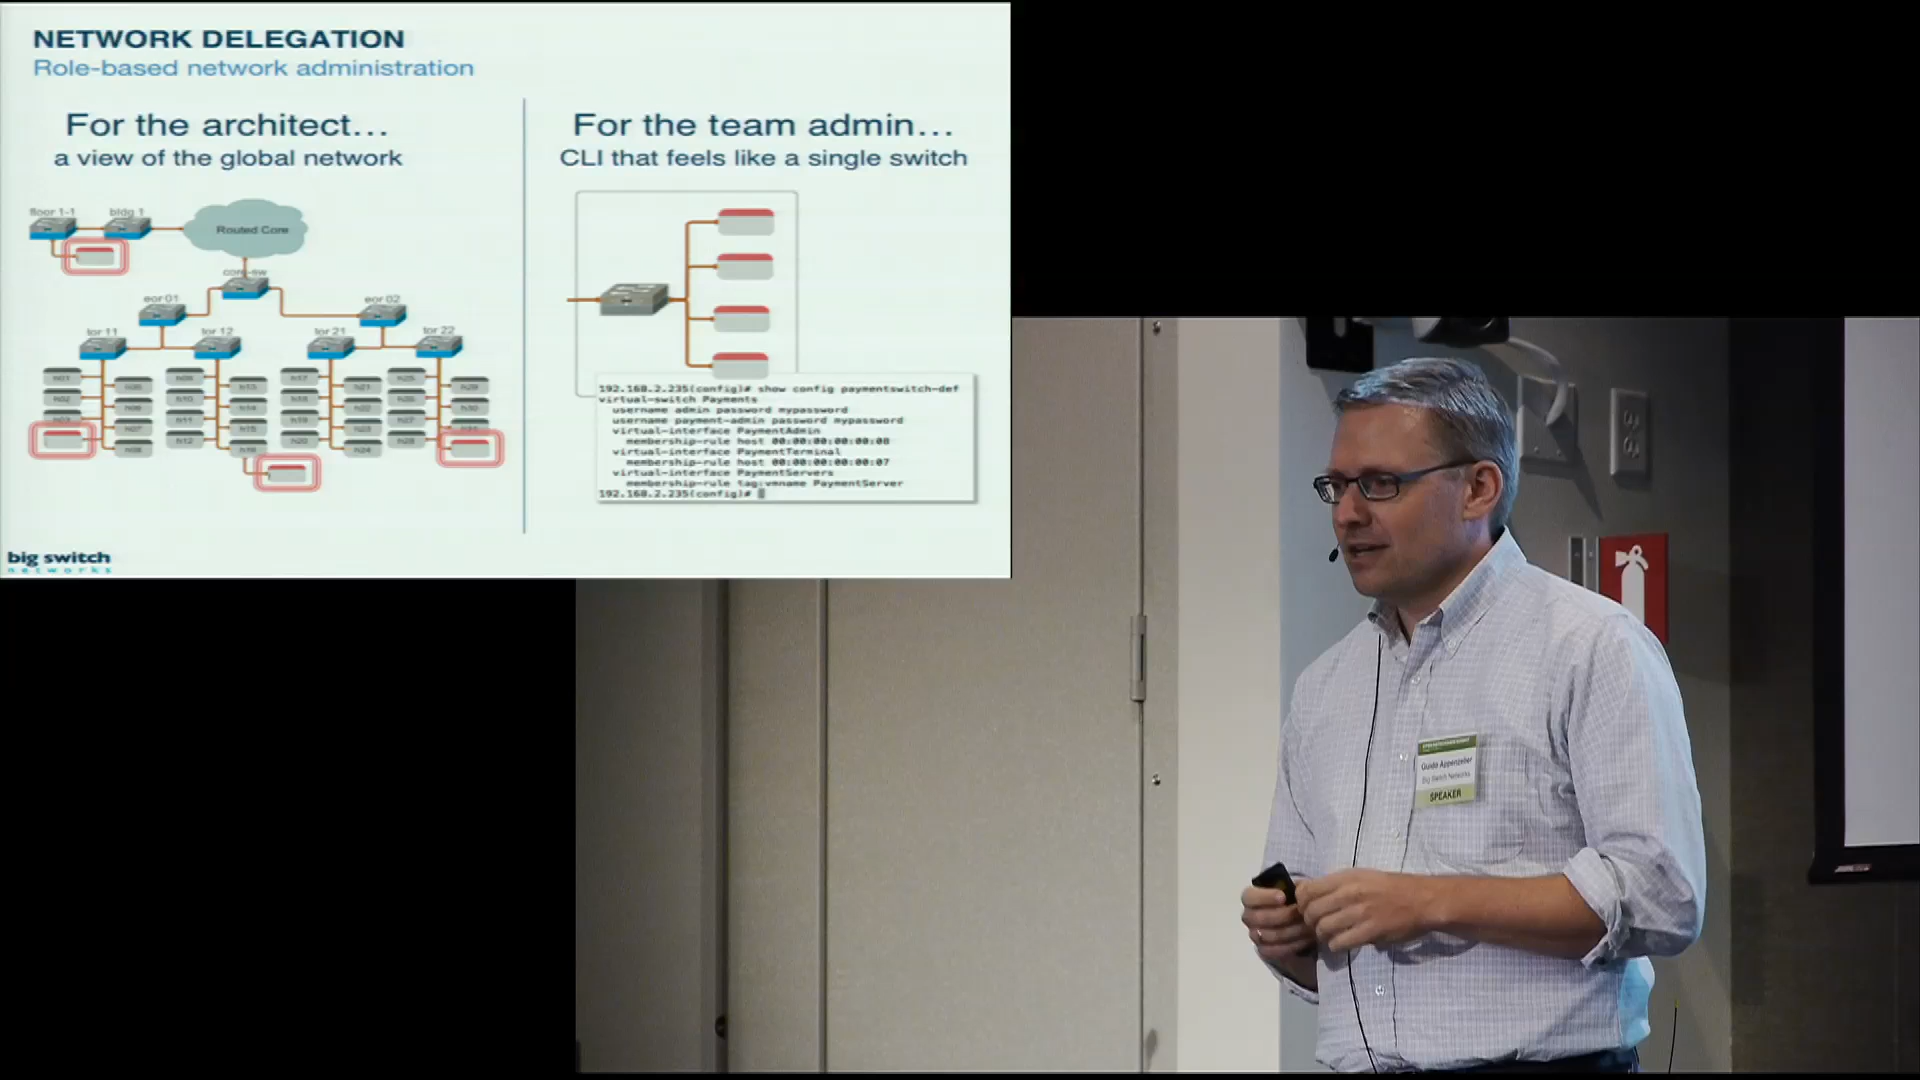 NETWORK DELEGATION
Role-based network administration
For the architect...
a view of the global network
floor 1-1
bldg 1
Routed Core
core-sw
eor 01
eor 02
tor 11
tor 12
tor 21
tor 22
For the team admin...
CLI that feels like a single switch
192.168.2.235(config)# show config paymentswitch-def
virtual-switch Payments
username admin password mypassword
username payment-admin password mypassword
virtual-interface PaymentAdmin
membership-rule host 00:00:00:00:00:08
virtual-interface PaymentTerminal
membership-rule host 00:00:00:00:00:07
virtual-interface PaymentServers
membership-rule tag:vmname PaymentServer
192.168.2.235(config)#
big switch
networks
Guido Appenzeller
Big Switch Networks
SPEAKER